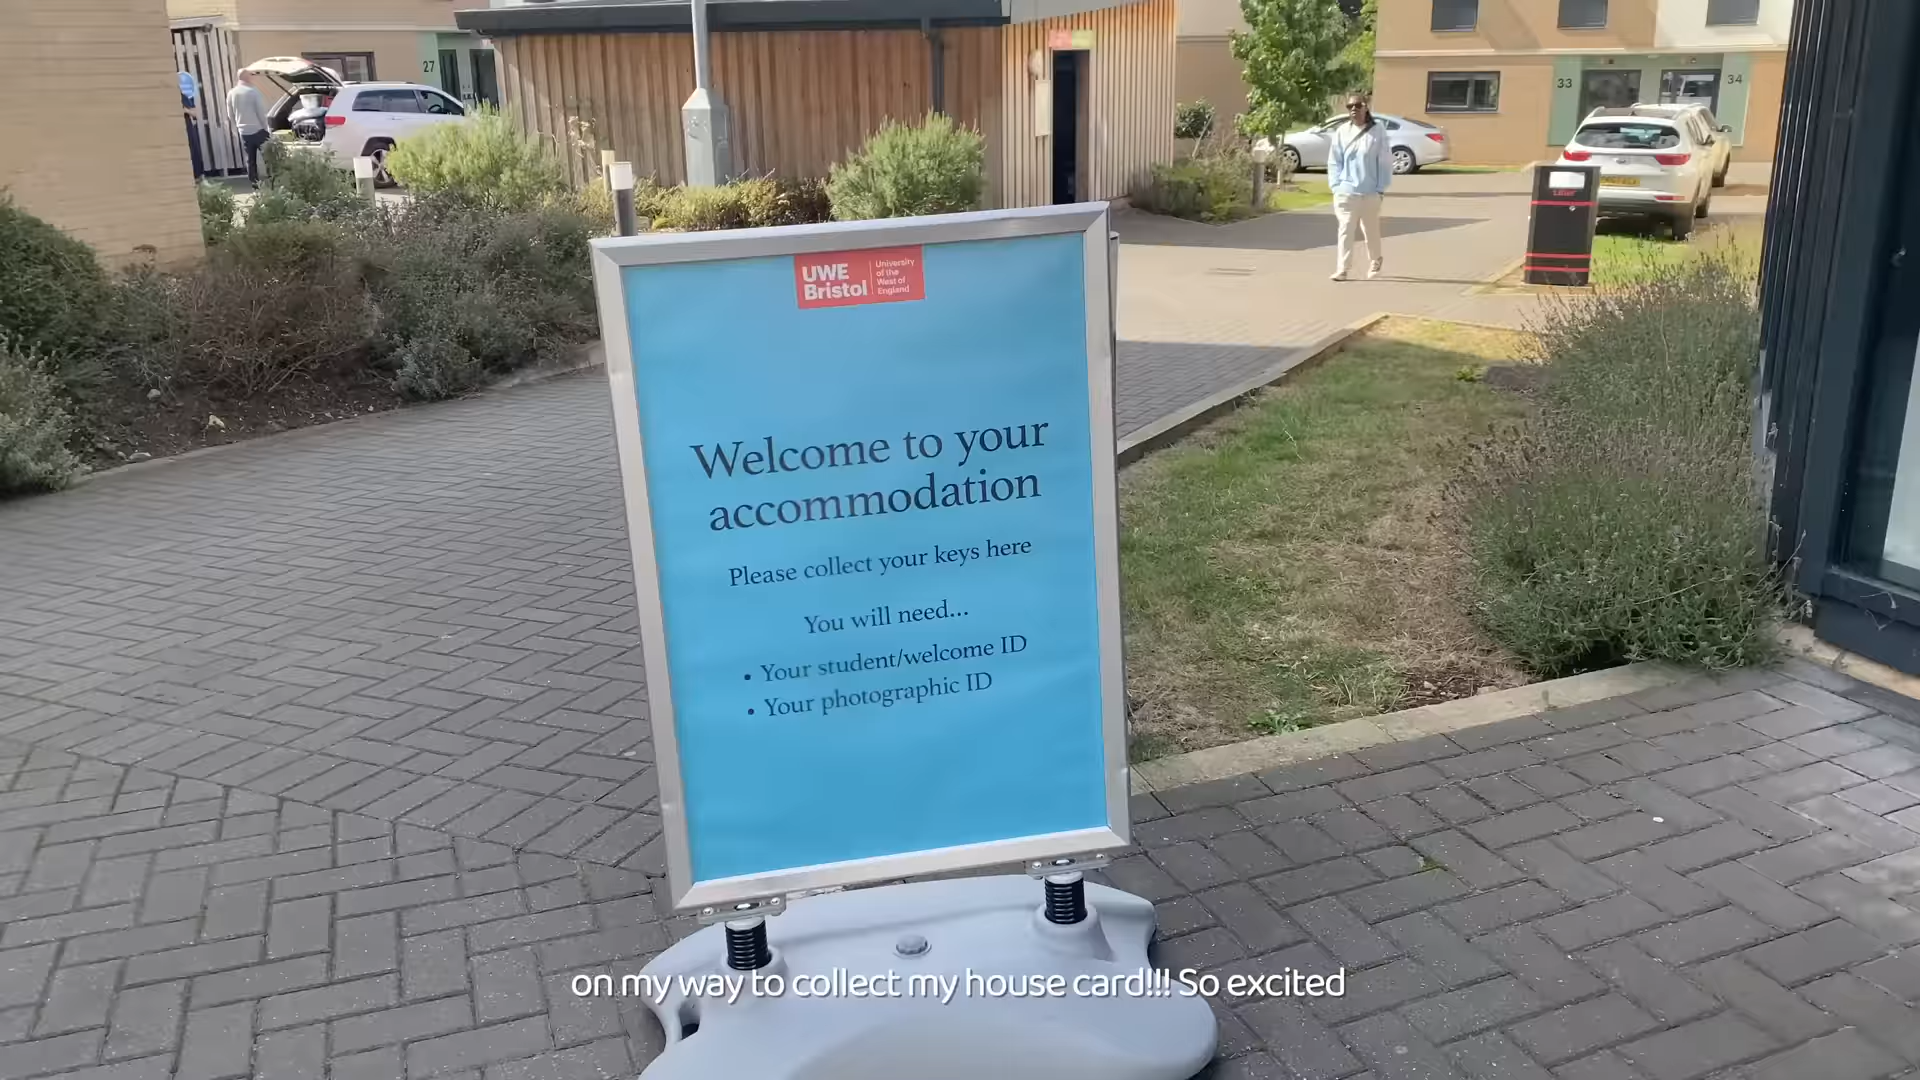 27
33
34
Litter
UWE
Bristol
University
of the
West of
England
Welcome to your
accommodation
Please collect your keys here
You will need...
• Your student/welcome ID
• Your photographic ID
on my way to collect my house card!!! So excited